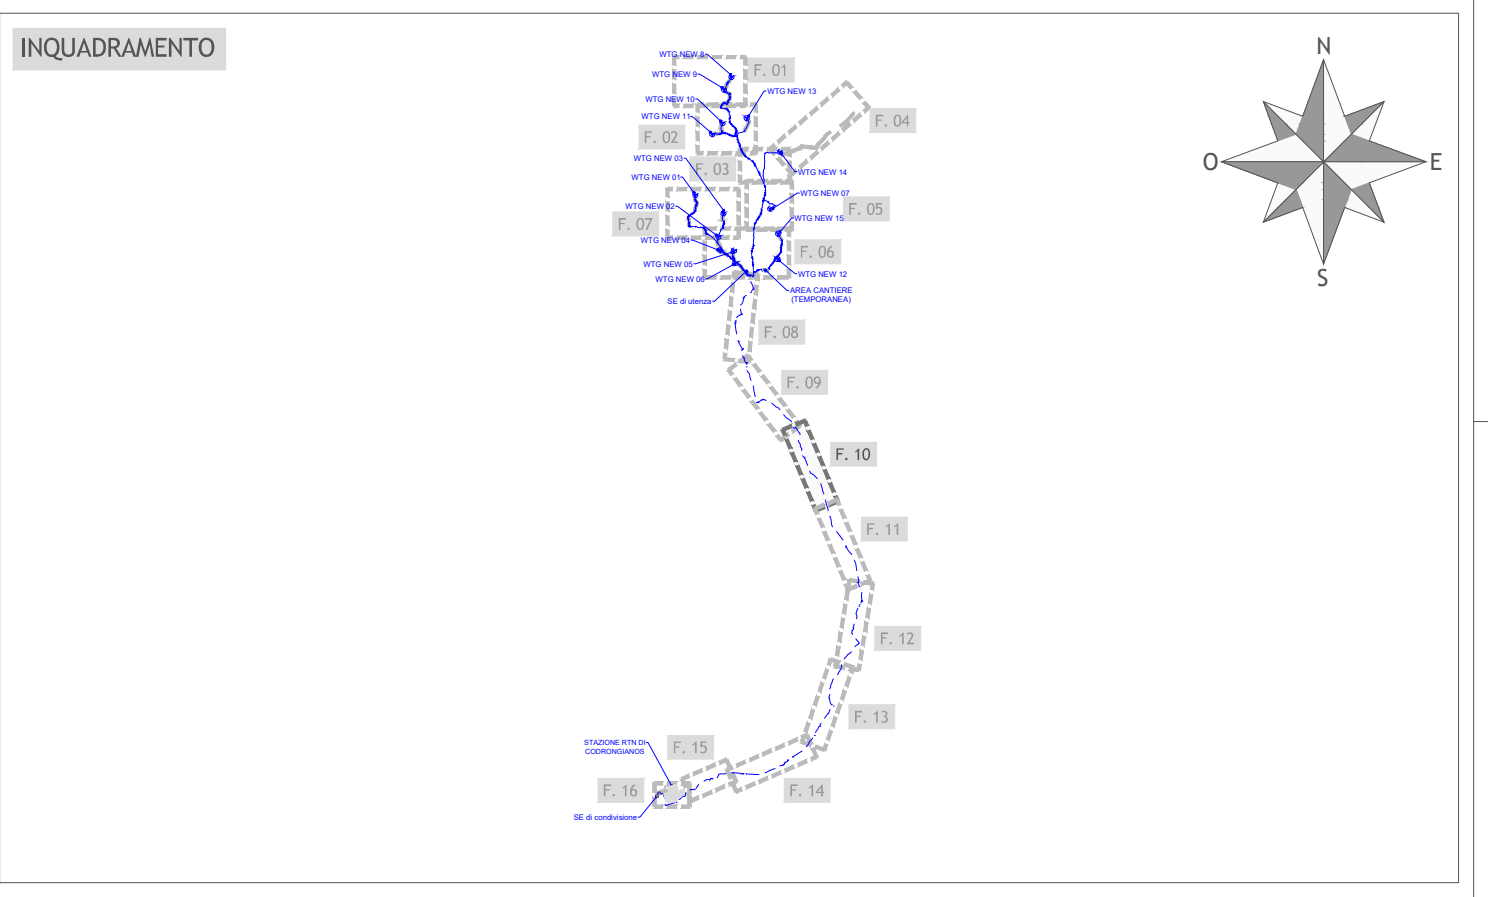 INQUADRAMENTO
N
O
E
S
WTG NEW 8
F. 01
WTG NEW 9
WTG NEW 13
WTG NEW 10
WTG NEW 11
F. 04
F. 02
WTG NEW 03
F. 03
WTG NEW 14
WTG NEW 01
WTG NEW 07
WTG NEW 02
F. 05
WTG NEW 15
F. 07
WTG NEW 04
F. 06
WTG NEW 05
WTG NEW 12
WTG NEW 06
AREA CANTIERE
(TEMPORANEA)
SE di utenza
F. 08
F. 09
F. 10
F. 11
F. 12
F. 13
STAZIONE RTN DI
CODRONGIANOS
F. 15
F. 16
F. 14
SE di condivisione